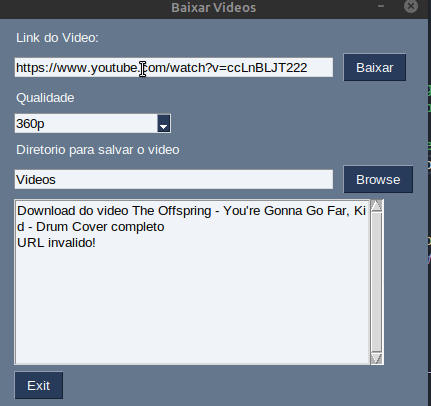 Baixar Videos
Link do Video:
https://www.youtube.com/watch?v=ccLnBLJT222
Baixar
Qualidade
360p
Diretorio para salvar o video
Videos
Browse
Download do video The Offspring - You're Gonna Go Far, Ki
d - Drum Cover completo
URL invalido!
Exit